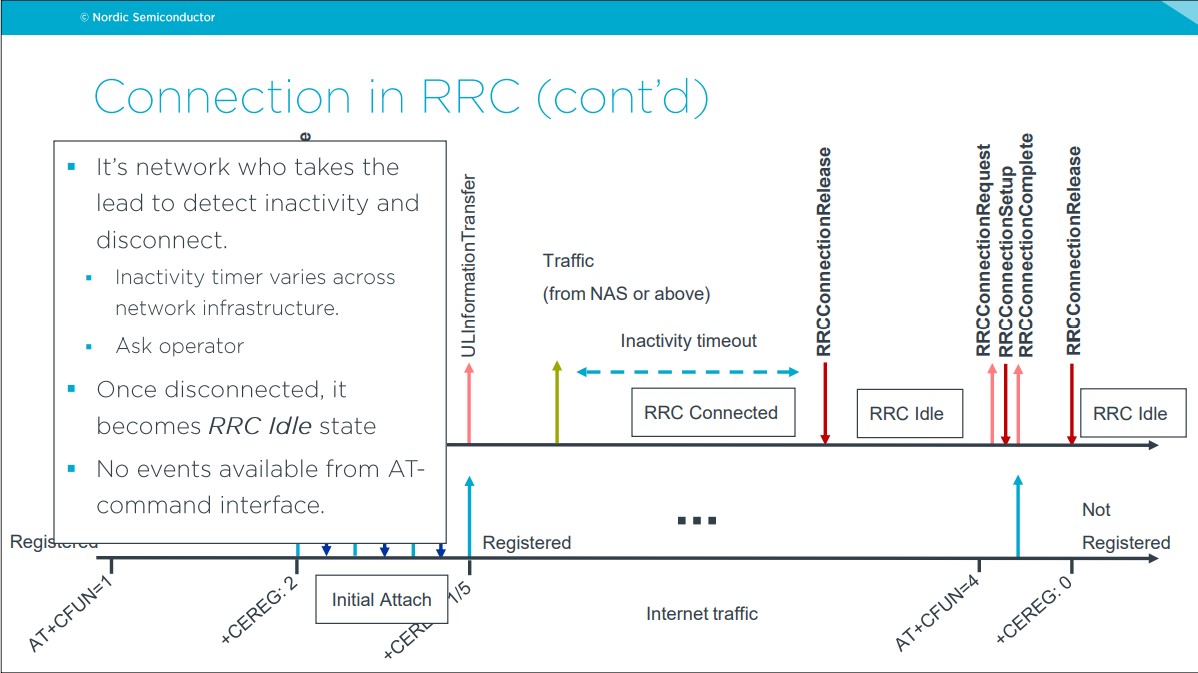 © Nordic Semiconductor
Connection in RRC (cont'd)
e
▪ It's network who takes the
lead to detect inactivity and
disconnect.
▪ Inactivity timer varies across
network infrastructure.
▪ Ask operator
▪ Once disconnected, it
becomes RRC Idle state
▪ No events available from AT-
command interface.
ULInformationTransfer
Traffic
(from NAS or above)
Inactivity timeout
RRC Connected
RRCConnectionRelease
RRC Idle
RRCConnectionRequest
RRCConnectionSetup
RRCConnectionComplete
RRCConnectionRelease
RRC Idle
Registered
Registered
...
Not
Registered
AT+CFUN=1
+CEREG: 2
Initial Attach
1/5
Internet traffic
AT+CFUN=4
+CEREG: 0